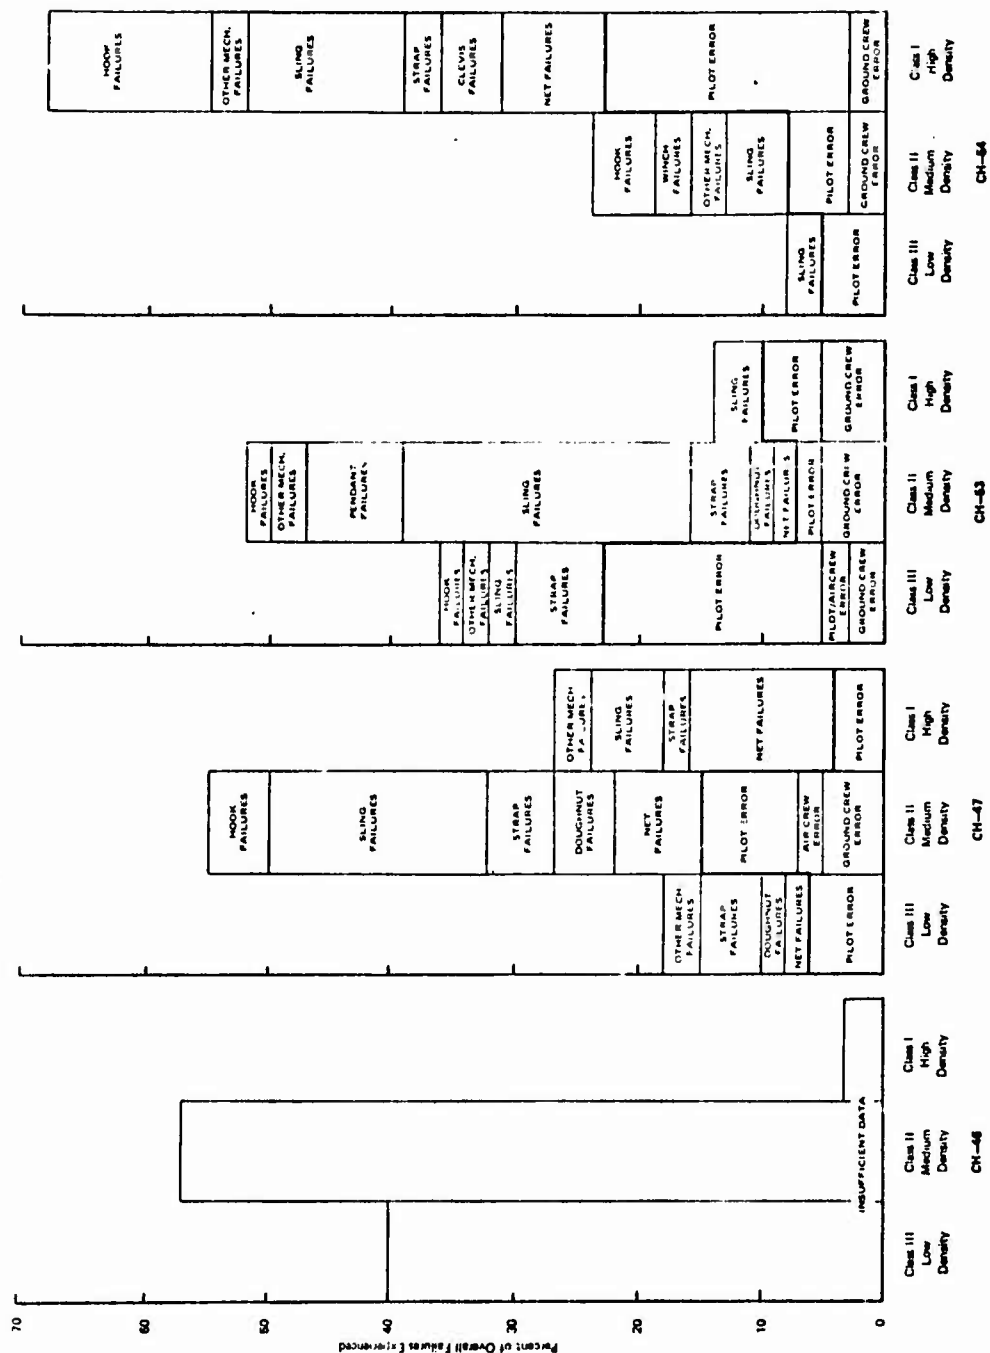 Percent of Overall Failures Experienced
70
60
50
40
30
20
10
0
INSUFFICIENT DATA
Class III
Low
Density
Class II
Medium
Density
Class I
High
Density
CH-46
OTHER MECH
FAILURES
STRAP
FAILURES
DOUGHNUT
FAILURES
NET FAILURES
PILOT ERROR
Class III
Low
Density
HOOK
FAILURES
SLING
FAILURES
STRAP
FAILURES
DOUGHNUT
FAILURES
NET
FAILURES
PILOT ERROR
AIR CREW
ERROR
GROUND CREW
ERROR
Class II
Medium
Density
OTHER MECH
FAILURES
SLING
FAILURES
STRAP
FAILURES
NET FAILURES
PILOT ERROR
Class I
High
Density
CH-47
HOOK
FAILURES
OTHER MECH.
FAILURES
SLING
FAILURES
STRAP
FAILURES
PILOT ERROR
PILOT/AIRCREW
ERROR
GROUND CREW
ERROR
Class III
Low
Density
HOOK
FAILURES
OTHER MECH.
FAILURES
PENDANT
FAILURES
SLING
FAILURES
STRAP
FAILURES
DOUGHNUT
FAILURES
NET FAILURES
PILOT ERROR
GROUND CREW
ERROR
Class II
Medium
Density
SLING
FAILURES
PILOT ERROR
GROUND CREW
ERROR
Class I
High
Density
CH-53
SLING
FAILURES
PILOT ERROR
Class III
Low
Density
HOOK
FAILURES
WINCH
FAILURES
OTHER MECH.
FAILURES
SLING
FAILURES
PILOT ERROR
GROUND CREW
ERROR
Class II
Medium
Density
HOOK
FAILURES
OTHER MECH.
FAILURES
SLING
FAILURES
STRAP
FAILURES
CLEVIS
FAILURES
NET FAILURES
PILOT ERROR
GROUND CREW
ERROR
Class I
High
Density
CH-54